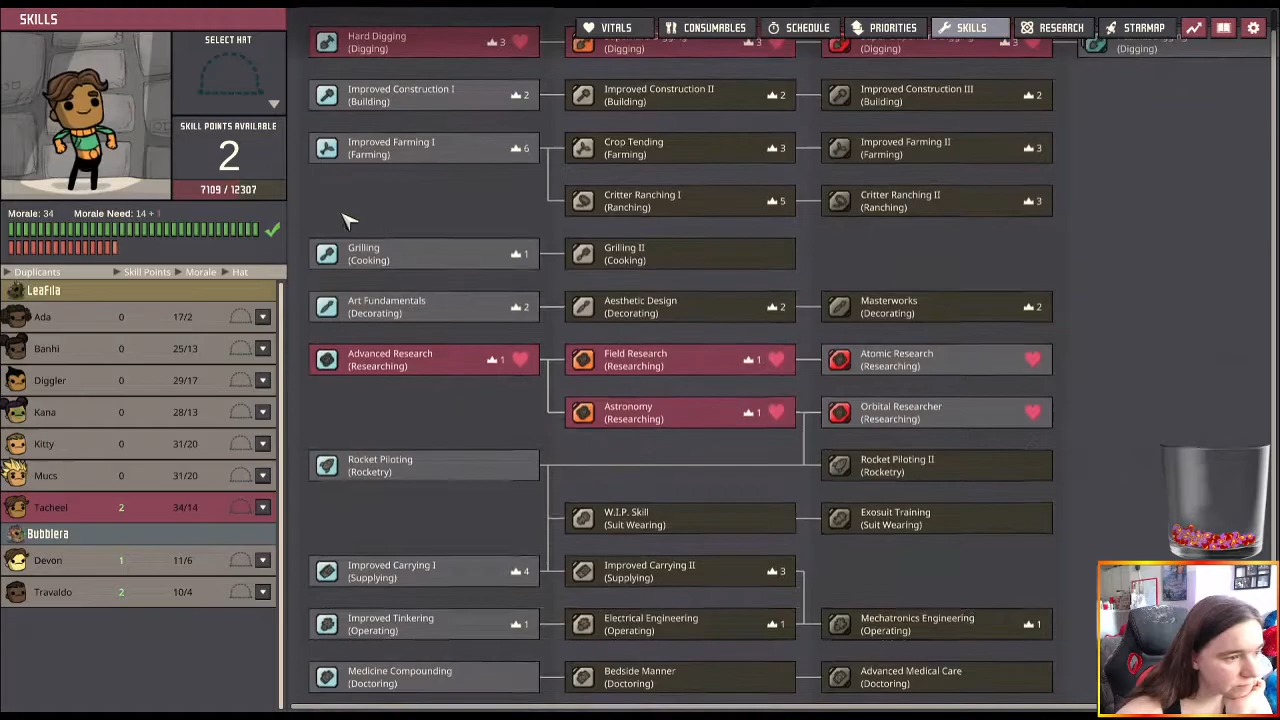 SKILLS
VITALS CONSUMABLES SCHEDULE PRIORITIES SKILLS RESEARCH STARMAP
SELECT HAT
SKILL POINTS AVAILABLE
2
7109 / 12307
Morale: 34 Morale Need: 14 +
Duplicants Skill Points Morale Hat
LeaFila
Ada 0 17/2
Banhi 0 25/13
Diggler 0 29/17
Kana 0 28/13
Kitty 0 31/20
Mucs 0 31/20
Tacheel 2 34/14
Bubblera
Devon 1 11/6
Travaldo 2 10/4
Hard Digging 3
(Digging)
(Digging) 3
(Digging) 3
(Digging)
Improved Construction I 2
(Building)
Improved Construction II 2
(Building)
Improved Construction III 2
(Building)
Improved Farming I 6
(Farming)
Crop Tending 3
(Farming)
Improved Farming II 3
(Farming)
Critter Ranching I 5
(Ranching)
Critter Ranching II 3
(Ranching)
Grilling 1
(Cooking)
Grilling II
(Cooking)
Art Fundamentals 2
(Decorating)
Aesthetic Design 2
(Decorating)
Masterworks 2
(Decorating)
Advanced Research 1
(Researching)
Field Research 1
(Researching)
Atomic Research
(Researching)
Astronomy 1
(Researching)
Orbital Researcher
(Researching)
Rocket Piloting
(Rocketry)
Rocket Piloting II
(Rocketry)
W.I.P. Skill
(Suit Wearing)
Exosuit Training
(Suit Wearing)
Improved Carrying I 4
(Supplying)
Improved Carrying II 3
(Supplying)
Improved Tinkering 1
(Operating)
Electrical Engineering 1
(Operating)
Mechatronics Engineering 1
(Operating)
Medicine Compounding
(Doctoring)
Bedside Manner
(Doctoring)
Advanced Medical Care
(Doctoring)